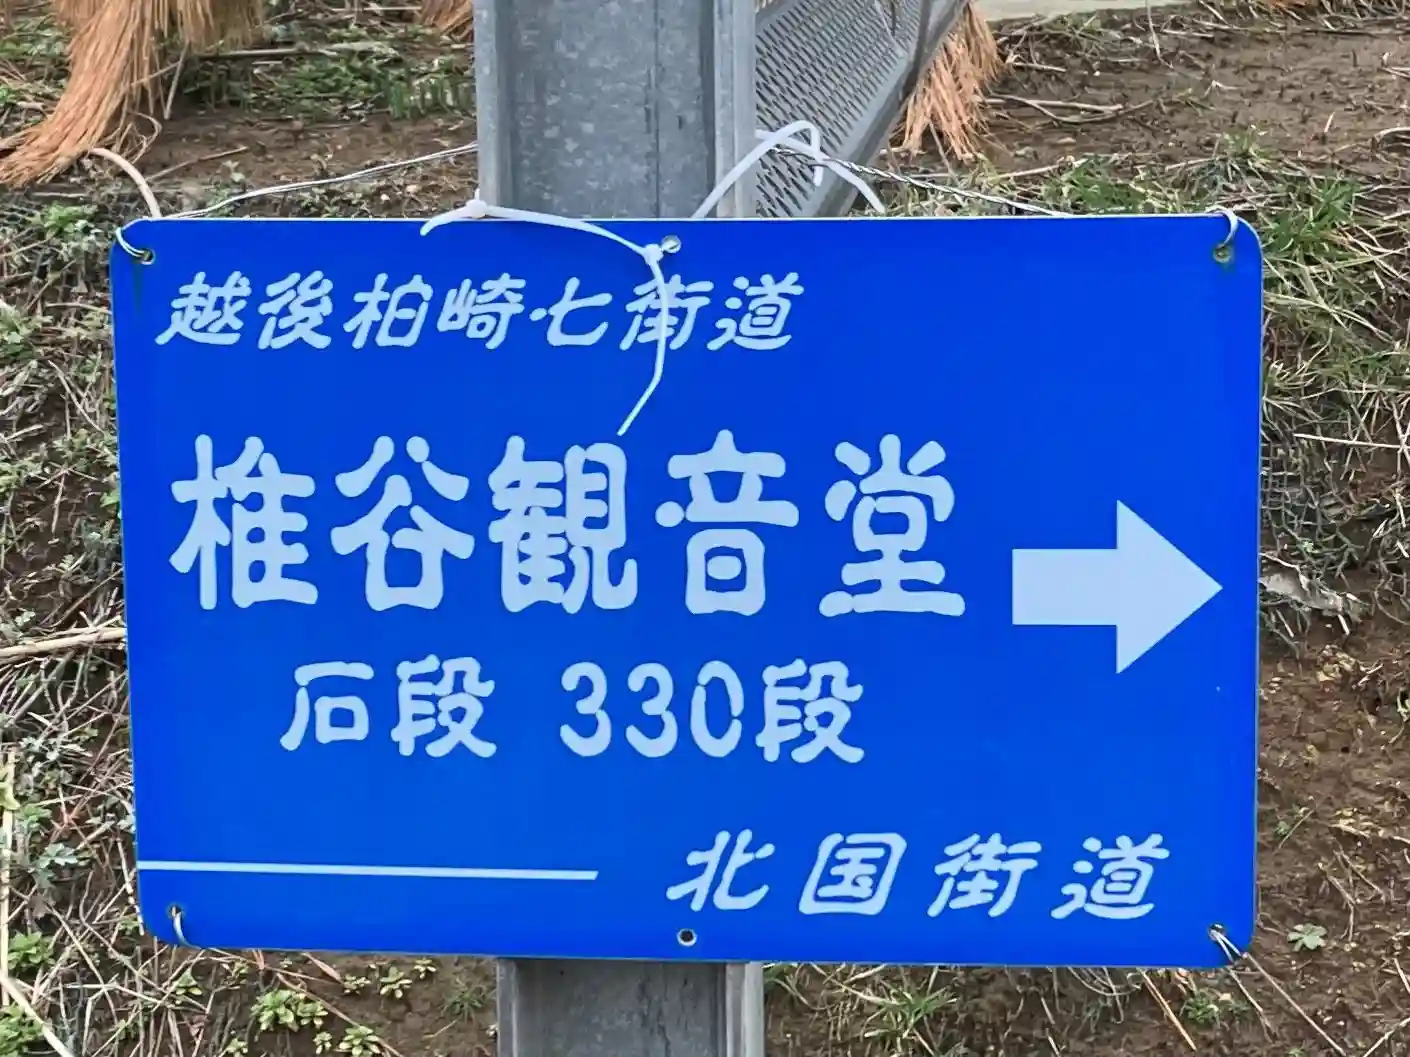 越後柏崎七街道
椎谷観音堂
石段 330段
北国街道